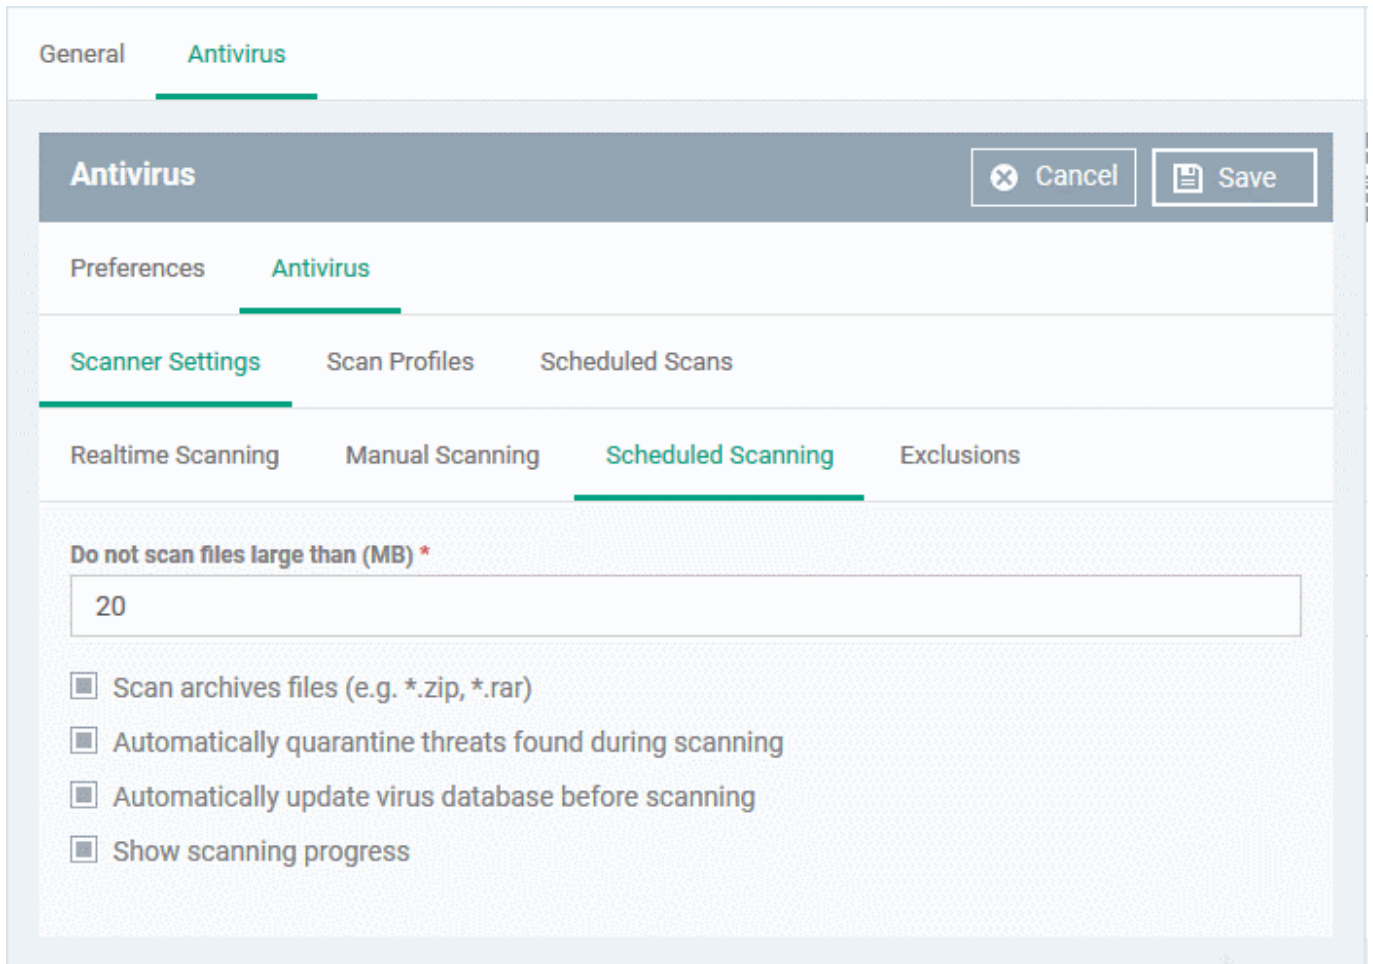 General Antivirus
Antivirus Cancel Save
Preferences Antivirus
Scanner Settings Scan Profiles Scheduled Scans
Realtime Scanning Manual Scanning Scheduled Scanning Exclusions
Do not scan files large than (MB) *
20
Scan archives files (e.g. *.zip, *.rar)
Automatically quarantine threats found during scanning
Automatically update virus database before scanning
Show scanning progress